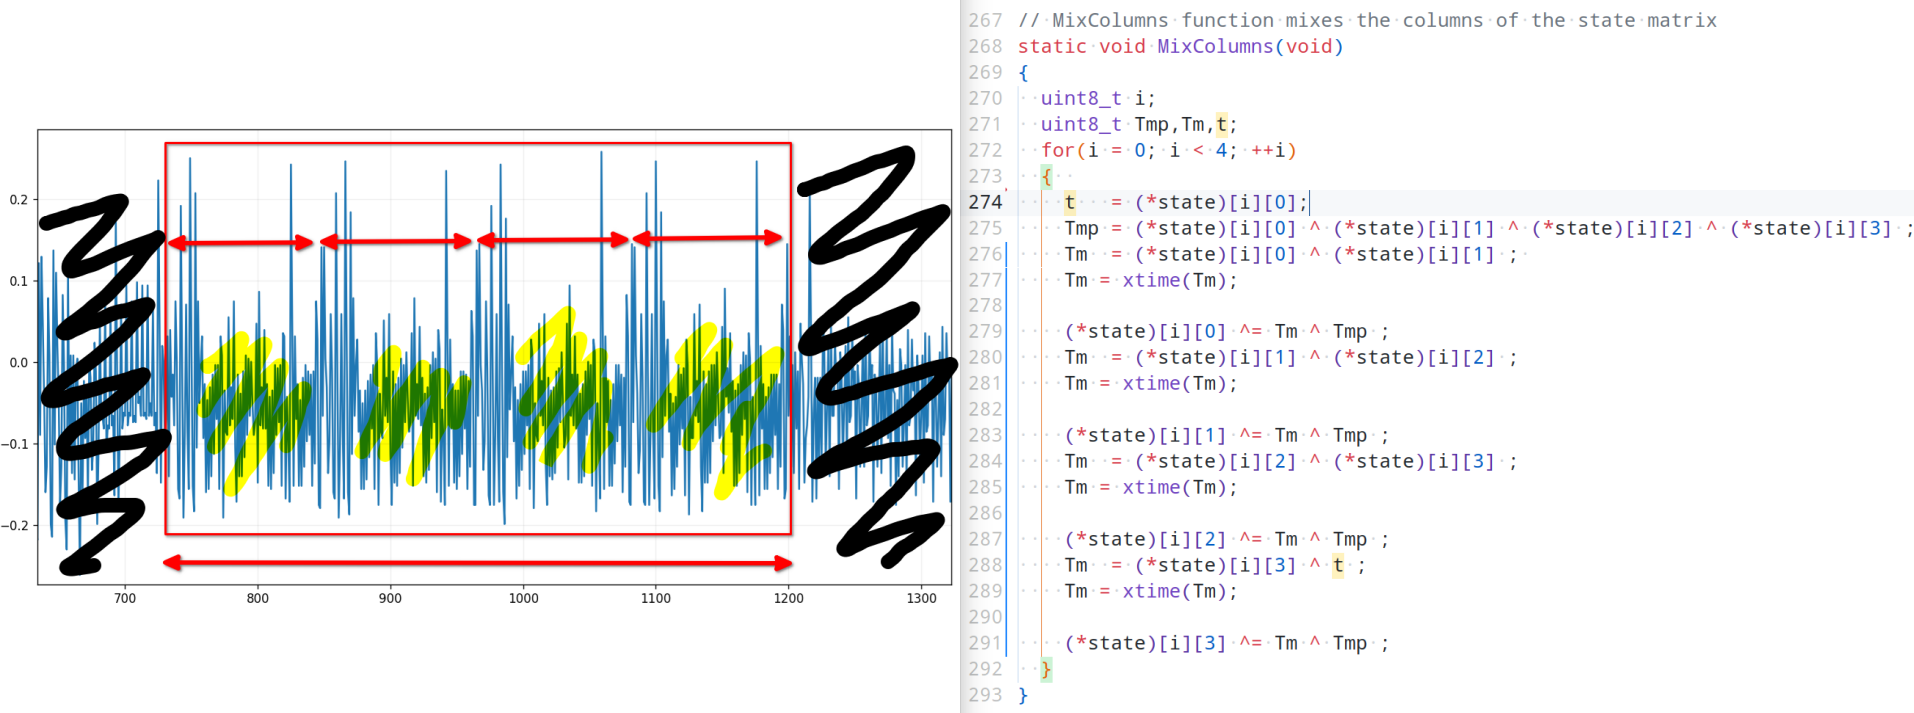 0.2
0.1
0.0
−0.1
−0.2
700 800 900 1000 1100 1200 1300
267 // MixColumns function mixes the columns of the state matrix
268 static void MixColumns(void)
269 {
270 uint8_t i;
271 uint8_t Tmp,Tm,t;
272 for(i = 0; i < 4; ++i)
273 {
274 t   = (*state)[i][0];
275 Tmp = (*state)[i][0] ^ (*state)[i][1] ^ (*state)[i][2] ^ (*state)[i][3] ;
276 Tm  = (*state)[i][0] ^ (*state)[i][1] ;
277 Tm = xtime(Tm);
278
279 (*state)[i][0] ^= Tm ^ Tmp ;
280 Tm  = (*state)[i][1] ^ (*state)[i][2] ;
281 Tm = xtime(Tm);
282
283 (*state)[i][1] ^= Tm ^ Tmp ;
284 Tm  = (*state)[i][2] ^ (*state)[i][3] ;
285 Tm = xtime(Tm);
286
287 (*state)[i][2] ^= Tm ^ Tmp ;
288 Tm  = (*state)[i][3] ^ t ;
289 Tm = xtime(Tm);
290
291 (*state)[i][3] ^= Tm ^ Tmp ;
292 }
293 }